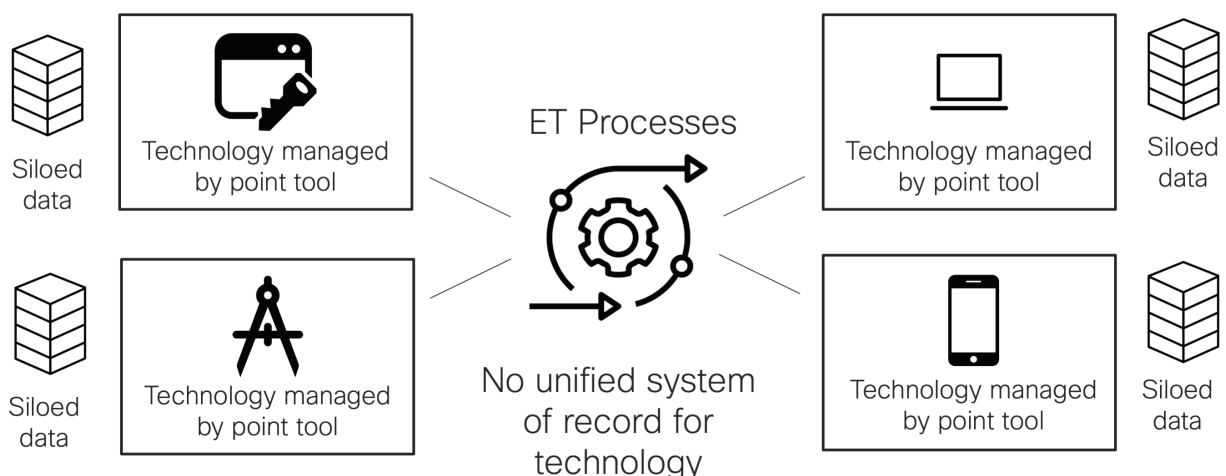 Siloed
data
Technology managed
by point tool
ET Processes
Technology managed
by point tool
Siloed
data
Siloed
data
Technology managed
by point tool
No unified system
of record for
technology
Technology managed
by point tool
Siloed
data